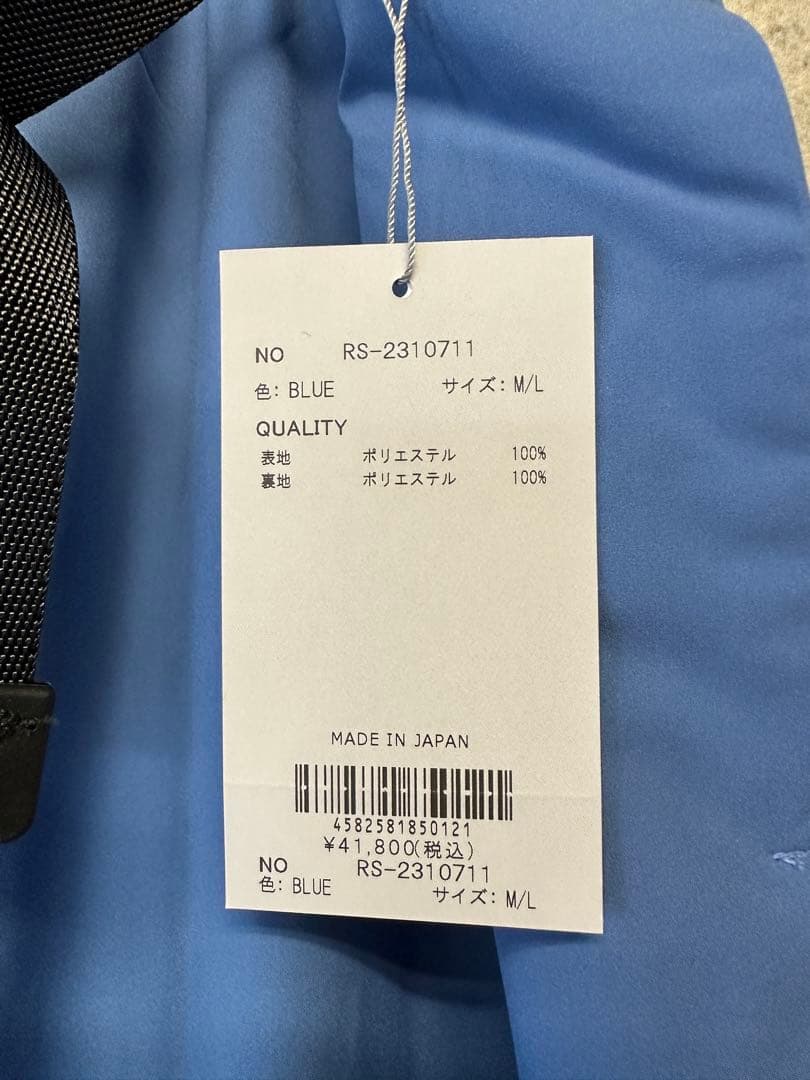 NO RS-2310711
色: BLUE サイズ: M/L
QUALITY
表地 ポリエステル 100%
裏地 ポリエステル 100%
MADE IN JAPAN
4582581850121
¥41,800(税込)
NO RS-2310711
色: BLUE サイズ: M/L